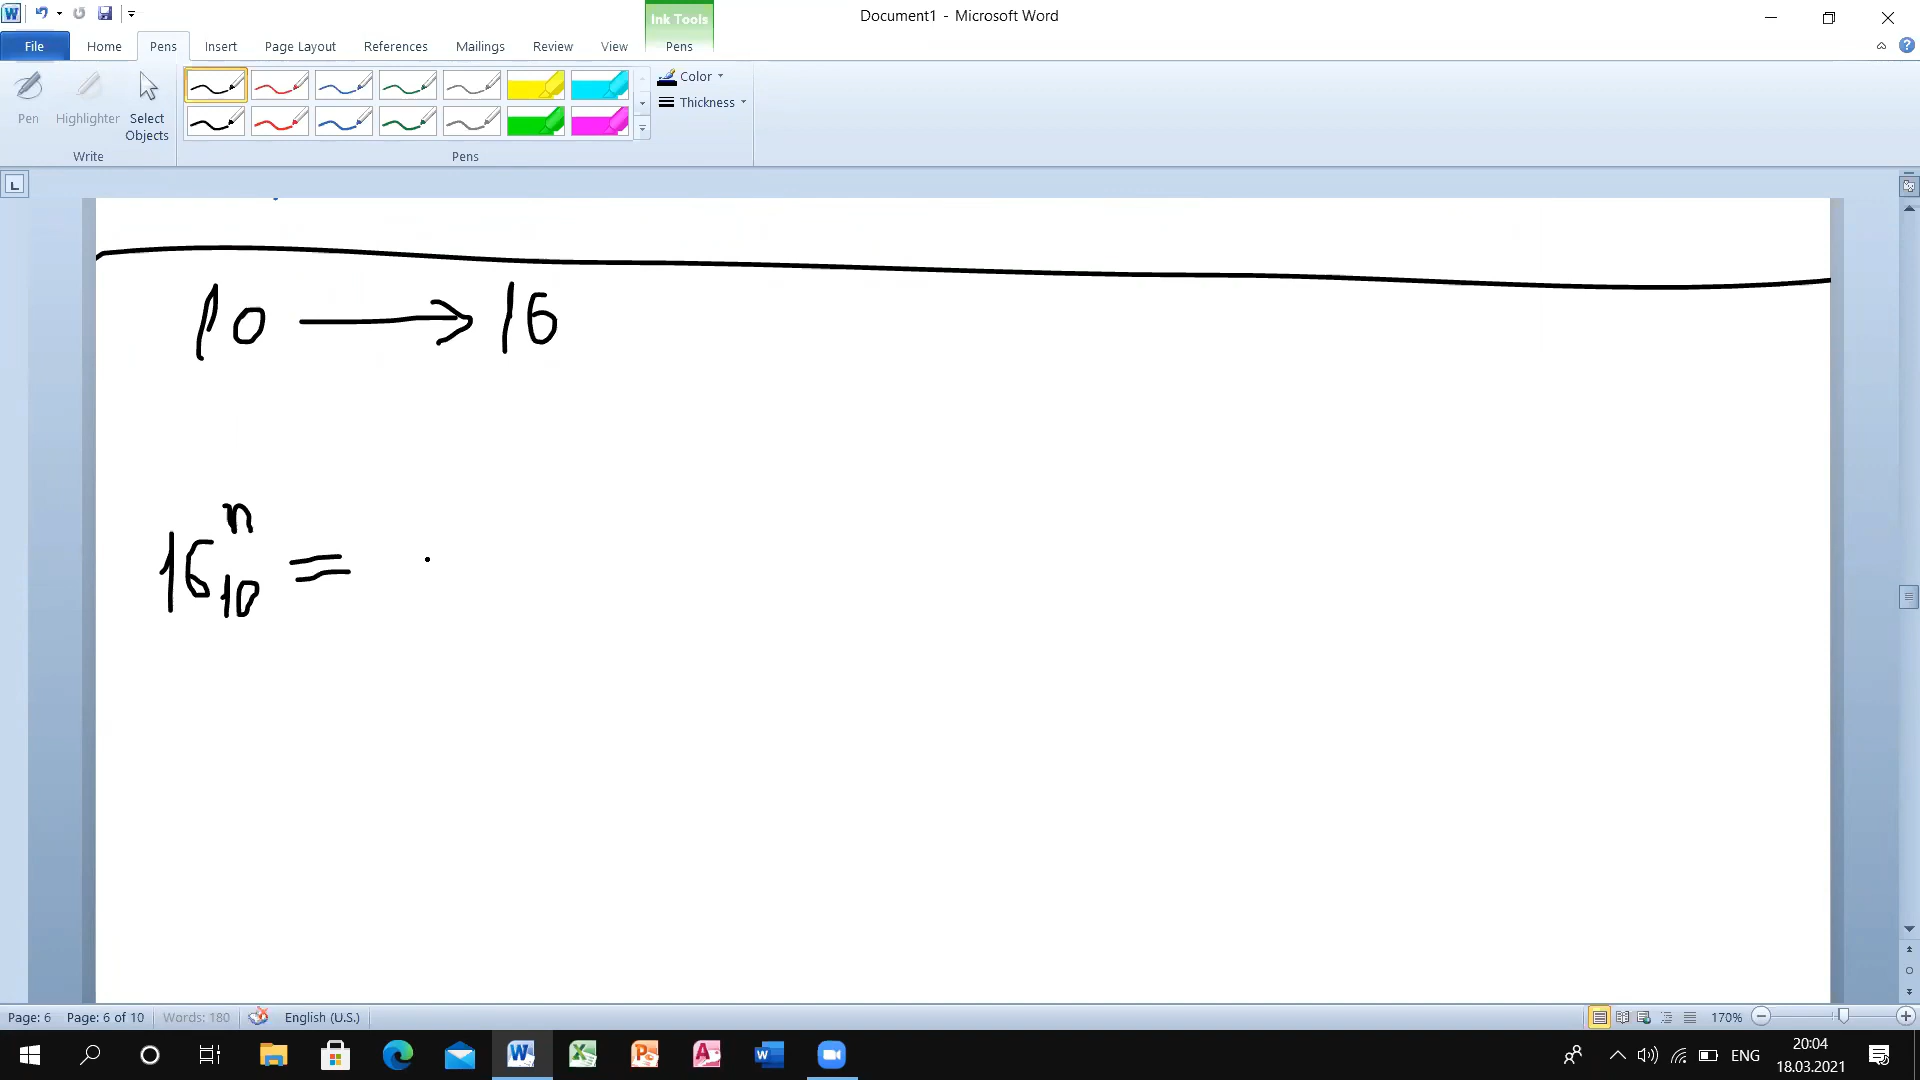 Document1 - Microsoft Word
Ink Tools
File Home Pens Insert Page Layout References Mailings Review View Pens
Pen Highlighter Select Objects
Color
Thickness
Write Pens
10 → 16
16₁₀ⁿ =
Page: 6 Page: 6 of 10 Words: 180 English (U.S.) 170%
ENG 20:04
18.03.2021